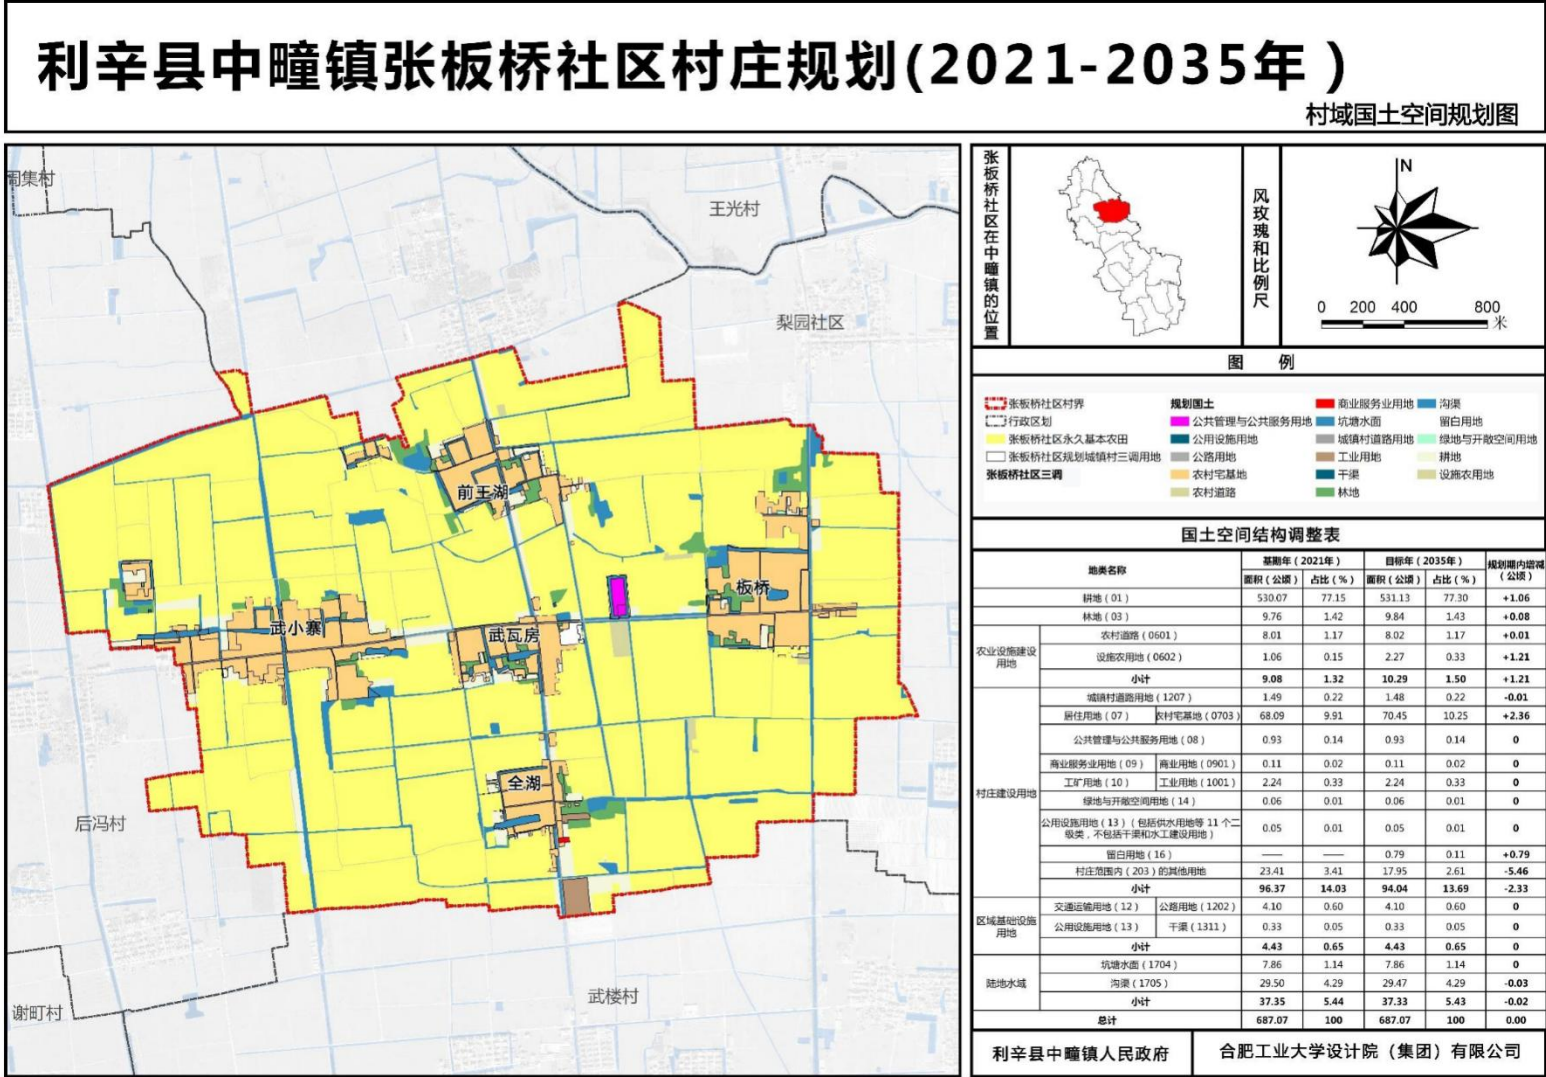 利辛县中疃镇张板桥社区村庄规划(2021-2035年)
村域国土空间规划图
周集村
王光村
梨园社区
前王湖
板桥
武小寨
武瓦房
全湖
后冯村
谢町村
武楼村
张板桥社区在中疃镇的位置
风玫瑰和比例尺
N
0 200 400 800
米
图 例
张板桥社区村界
行政区划
张板桥社区永久基本农田
张板桥社区规划城镇村三调用地
张板桥社区三调
规划国土
公共管理与公共服务用地
公用设施用地
公路用地
农村宅基地
农村道路
商业服务业用地
坑塘水面
城镇村道路用地
工业用地
干渠
林地
沟渠
留白用地
绿地与开敞空间用地
耕地
设施农用地
国土空间结构调整表
地类名称 基期年(2021年) 目标年(2035年) 规划期内增减(公顷)
面积(公顷) 占比(%) 面积(公顷) 占比(%)
耕地(01) 530.07 77.15 531.13 77.30 +1.06
林地(03) 9.76 1.42 9.84 1.43 +0.08
农业设施建设用地 农村道路(0601) 8.01 1.17 8.02 1.17 +0.01
设施农用地(0602) 1.06 0.15 2.27 0.33 +1.21
小计 9.08 1.32 10.29 1.50 +1.21
村庄建设用地 城镇村道路用地(1207) 1.49 0.22 1.48 0.22 -0.01
居住用地(07) 农村宅基地(0703) 68.09 9.91 70.45 10.25 +2.36
公共管理与公共服务用地(08) 0.93 0.14 0.93 0.14 0
商业服务业用地(09) 商业用地(0901) 0.11 0.02 0.11 0.02 0
工矿用地(10) 工业用地(1001) 2.24 0.33 2.24 0.33 0
绿地与开敞空间用地(14) 0.06 0.01 0.06 0.01 0
公用设施用地(13)(包括供水用地等 11 个二级类,不包括干渠和水工建设用地) 0.05 0.01 0.05 0.01 0
留白用地(16) —— —— 0.79 0.11 +0.79
村庄范围内(203)的其他用地 23.41 3.41 17.95 2.61 -5.46
小计 96.37 14.03 94.04 13.69 -2.33
区域基础设施用地 交通运输用地(12) 公路用地(1202) 4.10 0.60 4.10 0.60 0
公用设施用地(13) 干渠(1311) 0.33 0.05 0.33 0.05 0
小计 4.43 0.65 4.43 0.65 0
陆地水域 坑塘水面(1704) 7.86 1.14 7.86 1.14 0
沟渠(1705) 29.50 4.29 29.47 4.29 -0.03
小计 37.35 5.44 37.33 5.43 -0.02
总计 687.07 100 687.07 100 0.00
利辛县中疃镇人民政府
合肥工业大学设计院(集团)有限公司